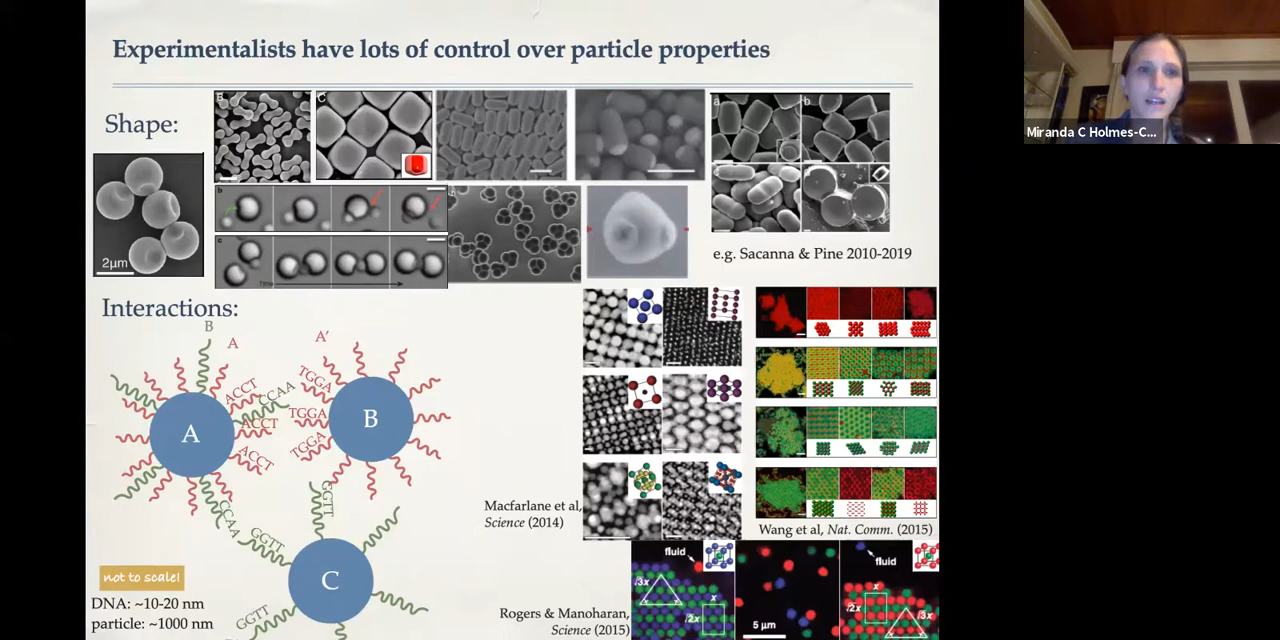 Experimentalists have lots of control over particle properties
Shape:
B
C
a
b
2μm
b
c
Time
e.g. Sacanna & Pine 2010-2019
Miranda C Holmes-C...
Interactions:
B
A
A'
ACCT
CCAA
ACCT
ACCT
TGGA
TGGA
TGGA
A
B
CCAA
GGTT
GGTT
C
GGTT
not to scale!
DNA: ~10-20 nm
particle: ~1000 nm
Macfarlane et al,
Science (2014)
Wang et al, Nat. Comm. (2015)
Rogers & Manoharan,
Science (2015)
fluid
√3x
x
√2x
5 μm
fluid
x
√2x
√3x